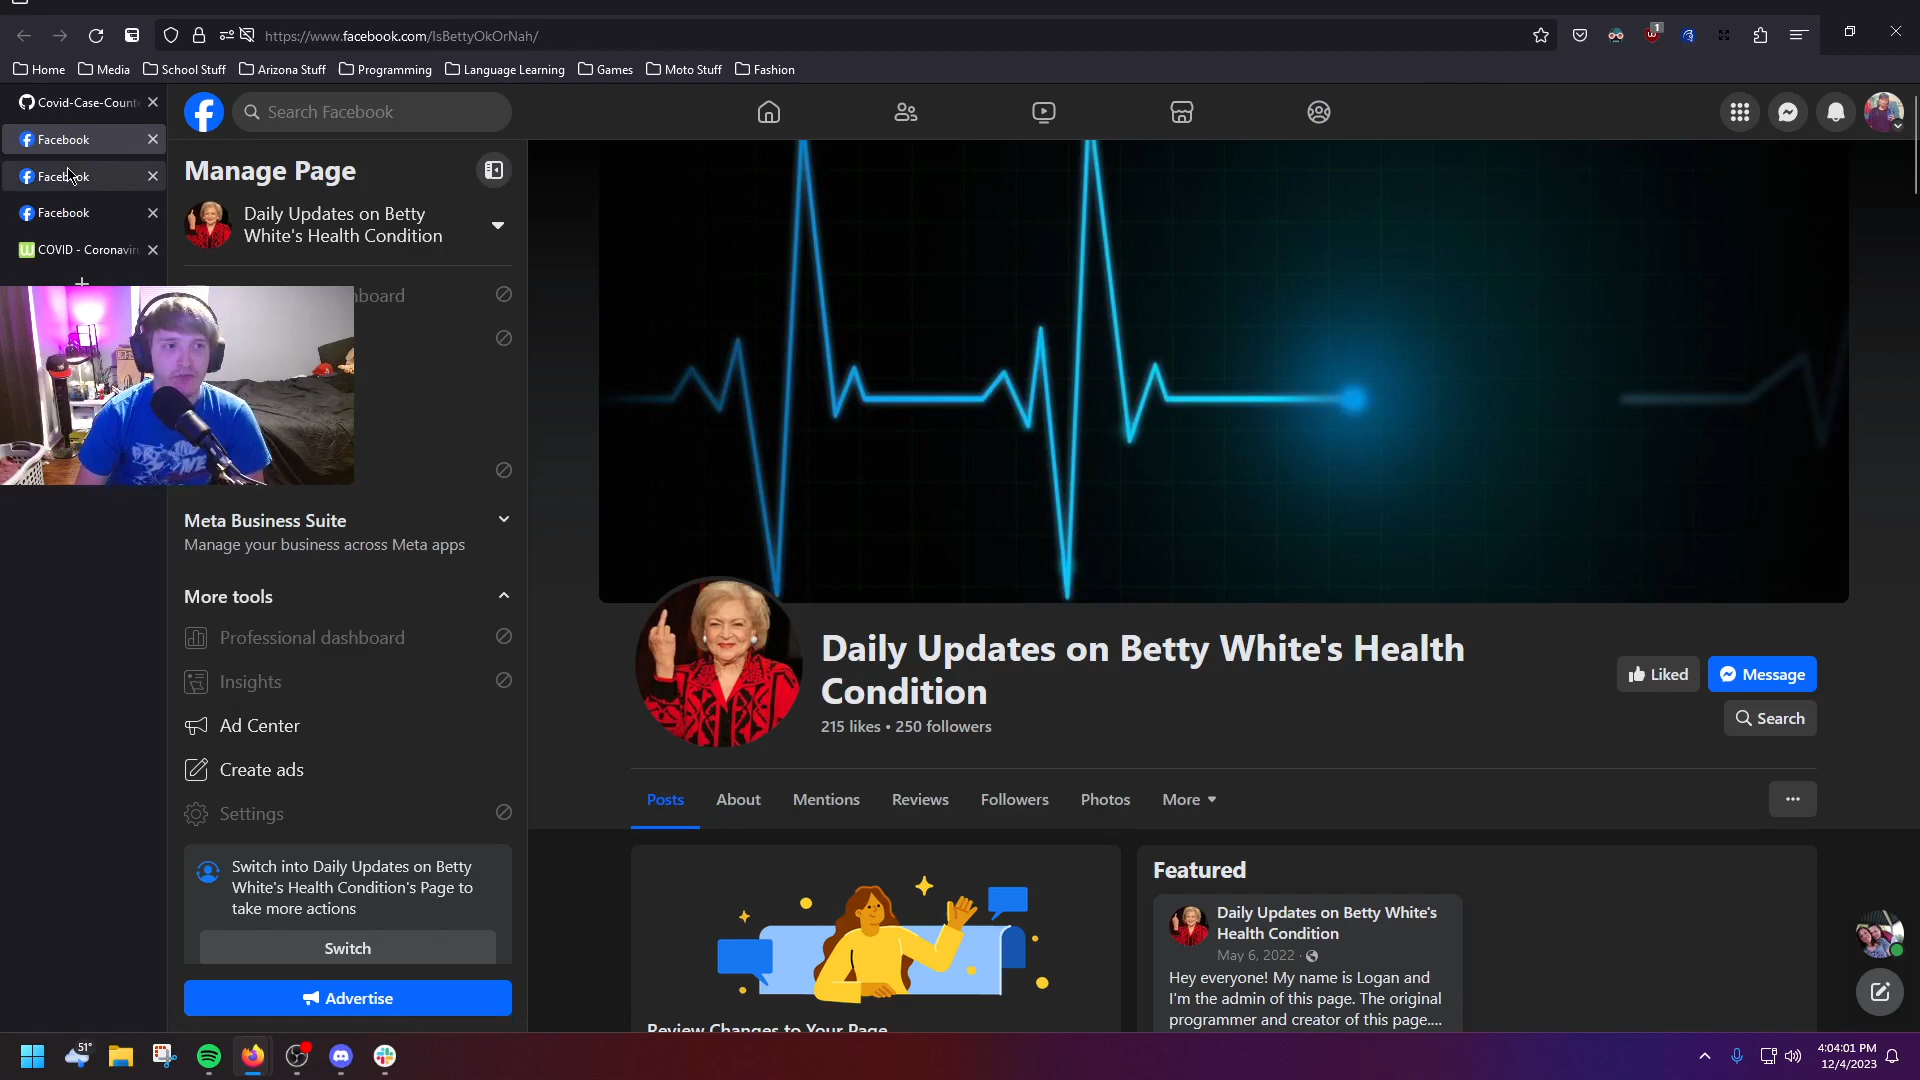 https://www.facebook.com/IsBettyOkOrNah/
1
Home
Media
School Stuff
Arizona Stuff
Programming
Language Learning
Games
Moto Stuff
Fashion
Covid-Case-Count
Facebook
Facebook
Facebook
COVID - Coronavir
Search Facebook
Manage Page
Daily Updates on Betty
White's Health Condition
board
Meta Business Suite
Manage your business across Meta apps
More tools
Professional dashboard
Insights
Ad Center
Create ads
Settings
Switch into Daily Updates on Betty
White's Health Condition's Page to
take more actions
Switch
Advertise
Daily Updates on Betty White's Health
Condition
215 likes • 250 followers
Liked
Message
Search
Posts
About
Mentions
Reviews
Followers
Photos
More
Review Changes to Your Page
Featured
Daily Updates on Betty White's
Health Condition
May 6, 2022
Hey everyone! My name is Logan and
I'm the admin of this page. The original
programmer and creator of this page....
51°
4:04:01 PM
12/4/2023